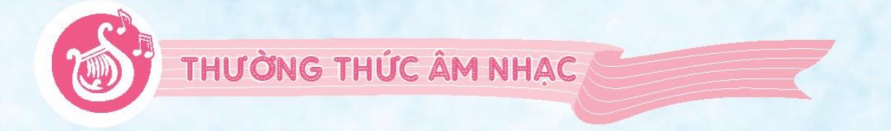 THƯỜNG THỨC ÂM NHẠC